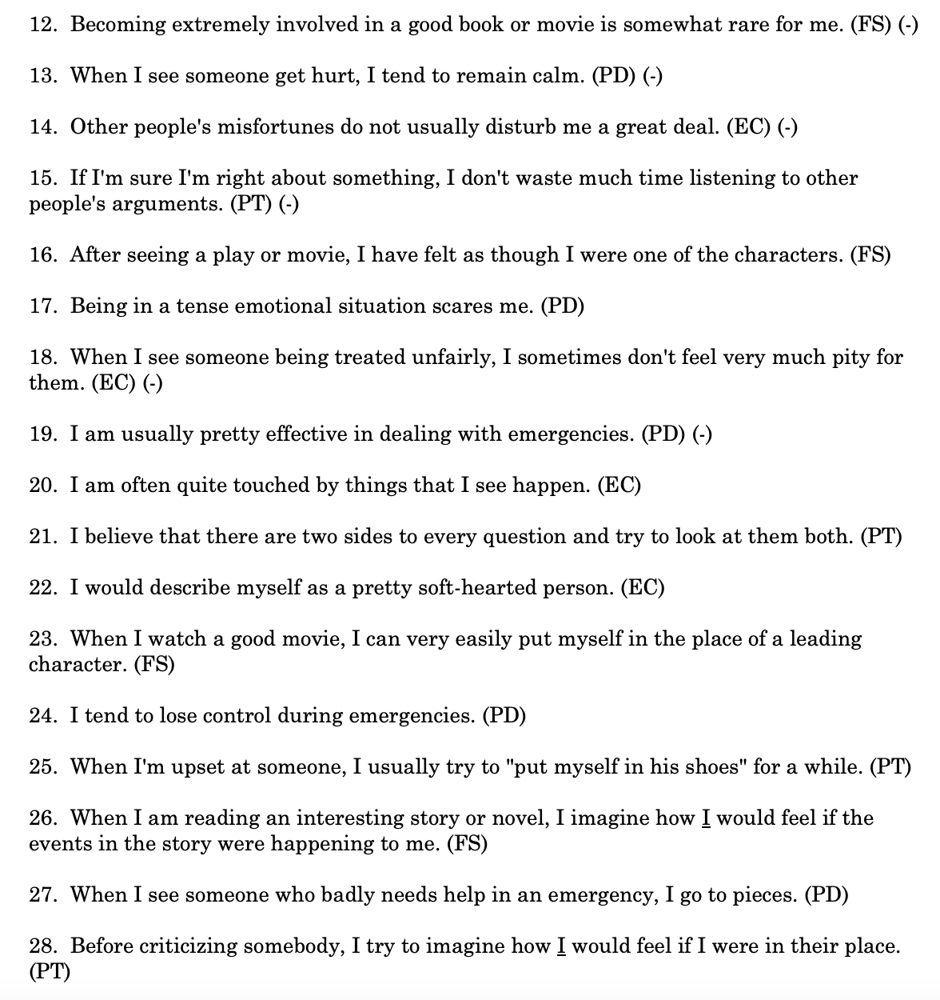 12.  Becoming extremely involved in a good book or movie is somewhat rare for me. (FS) (-)
13.  When I see someone get hurt, I tend to remain calm. (PD) (-)
14.  Other people's misfortunes do not usually disturb me a great deal. (EC) (-)
15.  If I'm sure I'm right about something, I don't waste much time listening to other
people's arguments. (PT) (-)
16.  After seeing a play or movie, I have felt as though I were one of the characters. (FS)
17.  Being in a tense emotional situation scares me. (PD)
18.  When I see someone being treated unfairly, I sometimes don't feel very much pity for
them. (EC) (-)
19.  I am usually pretty effective in dealing with emergencies. (PD) (-)
20.  I am often quite touched by things that I see happen. (EC)
21.  I believe that there are two sides to every question and try to look at them both. (PT)
22.  I would describe myself as a pretty soft-hearted person. (EC)
23.  When I watch a good movie, I can very easily put myself in the place of a leading
character. (FS)
24.  I tend to lose control during emergencies. (PD)
25.  When I'm upset at someone, I usually try to "put myself in his shoes" for a while. (PT)
26.  When I am reading an interesting story or novel, I imagine how I would feel if the
events in the story were happening to me. (FS)
27.  When I see someone who badly needs help in an emergency, I go to pieces. (PD)
28.  Before criticizing somebody, I try to imagine how I would feel if I were in their place.
(PT)